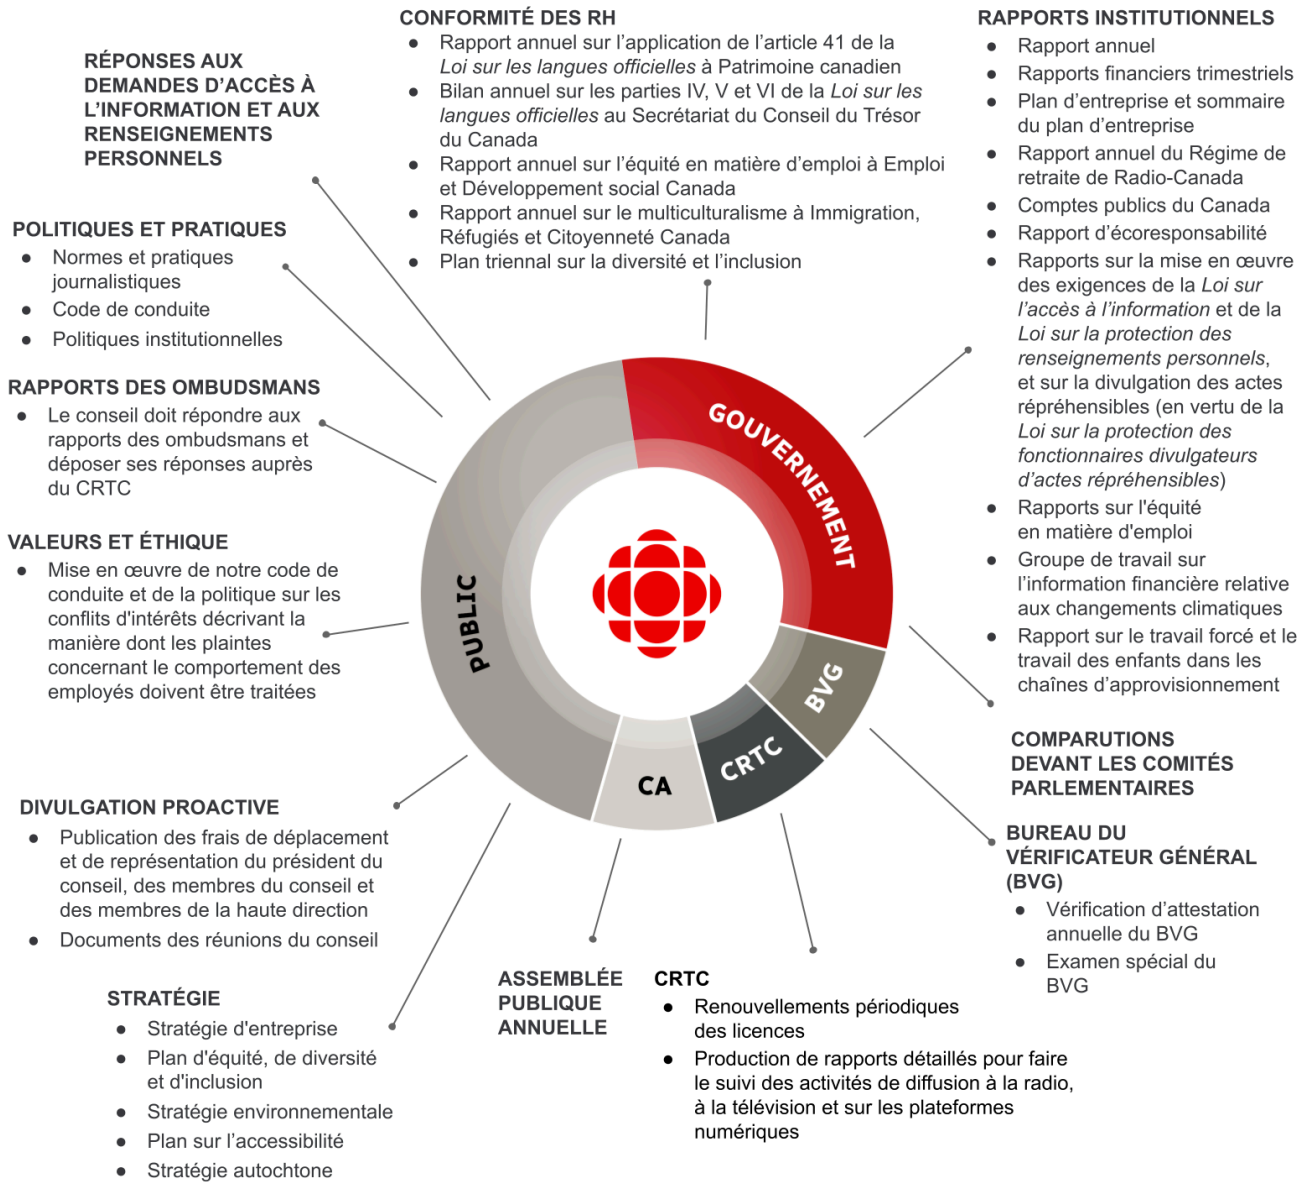 CONFORMITÉ DES RH
● Rapport annuel sur l’application de l’article 41 de la
Loi sur les langues officielles à Patrimoine canadien
● Bilan annuel sur les parties IV, V et VI de la Loi sur les
langues officielles au Secrétariat du Conseil du Trésor
du Canada
● Rapport annuel sur l’équité en matière d’emploi à Emploi
et Développement social Canada
● Rapport annuel sur le multiculturalisme à Immigration,
Réfugiés et Citoyenneté Canada
● Plan triennal sur la diversité et l’inclusion
RAPPORTS INSTITUTIONNELS
● Rapport annuel
● Rapports financiers trimestriels
● Plan d’entreprise et sommaire
du plan d’entreprise
● Rapport annuel du Régime de
retraite de Radio-Canada
● Comptes publics du Canada
● Rapport d’écoresponsabilité
● Rapports sur la mise en œuvre
des exigences de la Loi sur
l’accès à l’information et de la
Loi sur la protection des
renseignements personnels,
et sur la divulgation des actes
répréhensibles (en vertu de la
Loi sur la protection des
fonctionnaires divulgateurs
d’actes répréhensibles)
● Rapports sur l'équité
en matière d'emploi
● Groupe de travail sur
l’information financière relative
aux changements climatiques
● Rapport sur le travail forcé et le
travail des enfants dans les
chaînes d’approvisionnement
COMPARUTIONS
DEVANT LES COMITÉS
PARLEMENTAIRES
BUREAU DU
VÉRIFICATEUR GÉNÉRAL
(BVG)
● Vérification d’attestation
annuelle du BVG
● Examen spécial du
BVG
CRTC
● Renouvellements périodiques
des licences
● Production de rapports détaillés pour faire
le suivi des activités de diffusion à la radio,
à la télévision et sur les plateformes
numériques
ASSEMBLÉE
PUBLIQUE
ANNUELLE
RÉPONSES AUX
DEMANDES D’ACCÈS À
L’INFORMATION ET AUX
RENSEIGNEMENTS
PERSONNELS
POLITIQUES ET PRATIQUES
● Normes et pratiques
journalistiques
● Code de conduite
● Politiques institutionnelles
RAPPORTS DES OMBUDSMANS
● Le conseil doit répondre aux
rapports des ombudsmans et
déposer ses réponses auprès
du CRTC
VALEURS ET ÉTHIQUE
● Mise en œuvre de notre code de
conduite et de la politique sur les
conflits d'intérêts décrivant la
manière dont les plaintes
concernant le comportement des
employés doivent être traitées
DIVULGATION PROACTIVE
● Publication des frais de déplacement
et de représentation du président du
conseil, des membres du conseil et
des membres de la haute direction
● Documents des réunions du conseil
STRATÉGIE
● Stratégie d'entreprise
● Plan d'équité, de diversité
et d'inclusion
● Stratégie environnementale
● Plan sur l’accessibilité
● Stratégie autochtone
GOUVERNEMENT
BVG
CRTC
CA
PUBLIC